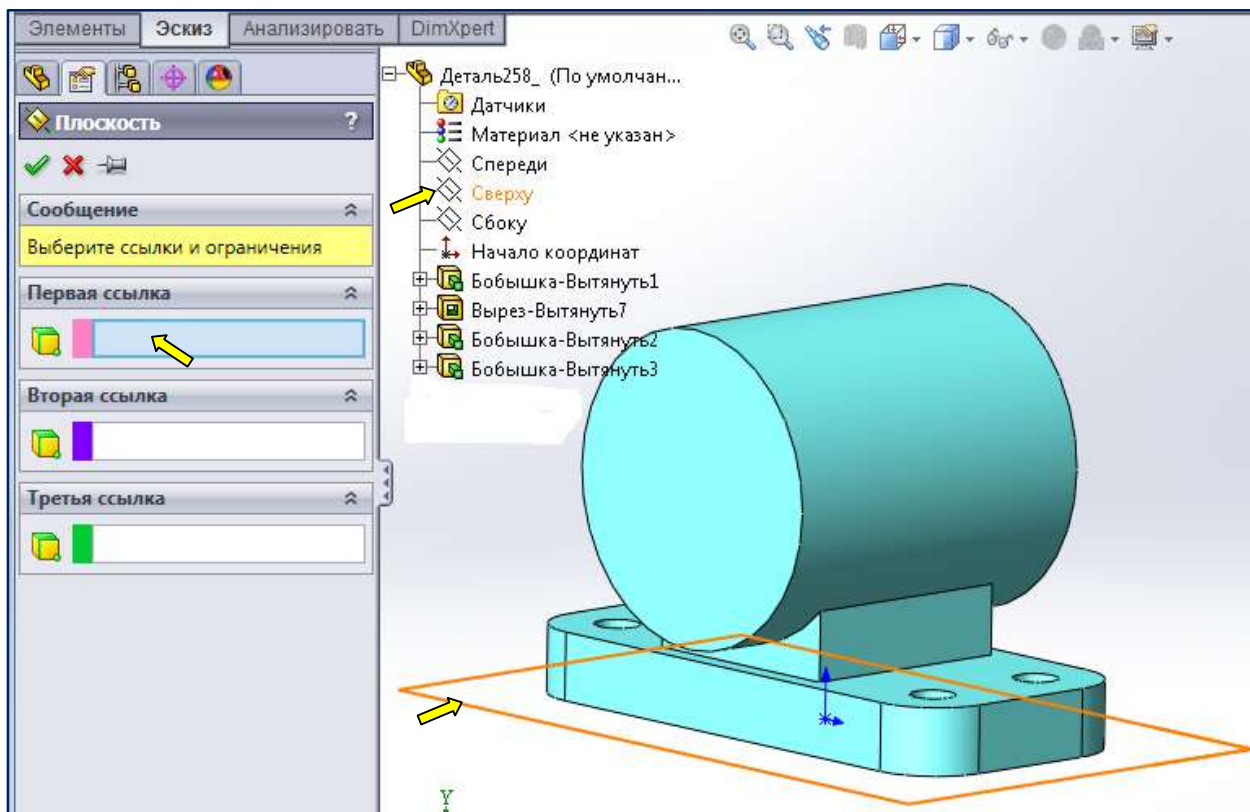 Элементы Эскиз Анализировать DimXpert
Плоскость ?
Сообщение
Выберите ссылки и ограничения
Первая ссылка
Вторая ссылка
Третья ссылка
Деталь258_ (По умолчан...
Датчики
Материал <не указан>
Спереди
Сверху
Сбоку
Начало координат
Бобышка-Вытянуть1
Вырез-Вытянуть7
Бобышка-Вытянуть2
Бобышка-Вытянуть3
Y